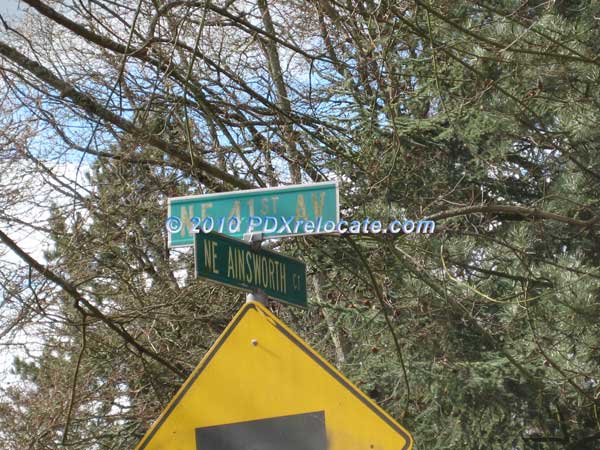 NE 41ST AV
© 2010 PDXrelocate.com
NE AINSWORTH CT